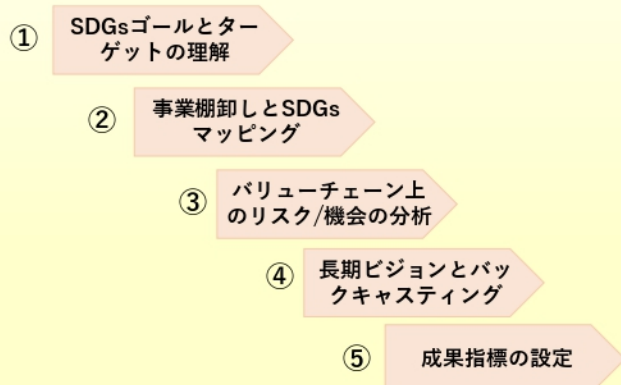 ①
SDGsゴールとター
ゲットの理解
②
事業棚卸しとSDGs
マッピング
③
バリューチェーン上
のリスク/機会の分析
④
長期ビジョンとバッ
クキャスティング
⑤
成果指標の設定